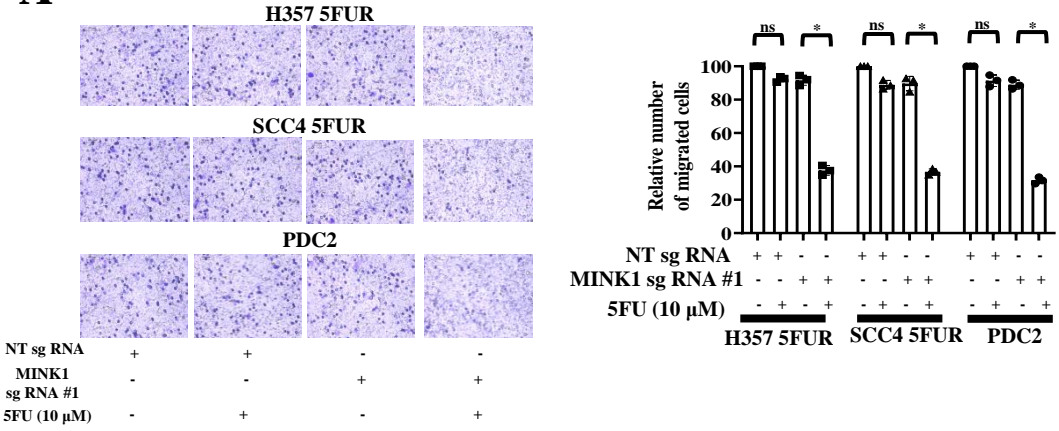 A
H357 5FUR
SCC4 5FUR
PDC2
NT sg RNA + + - -
MINK1
sg RNA #1 - - + +
5FU (10 µM) - + - +
ns * ns * ns *
Relative number
of migrated cells
100
80
60
40
20
0
NT sg RNA + + - - + + - - + + - -
MINK1 sg RNA #1 - - + + - - + + - - + +
5FU (10 µM) - + - + - + - + - + - +
H357 5FUR SCC4 5FUR PDC2